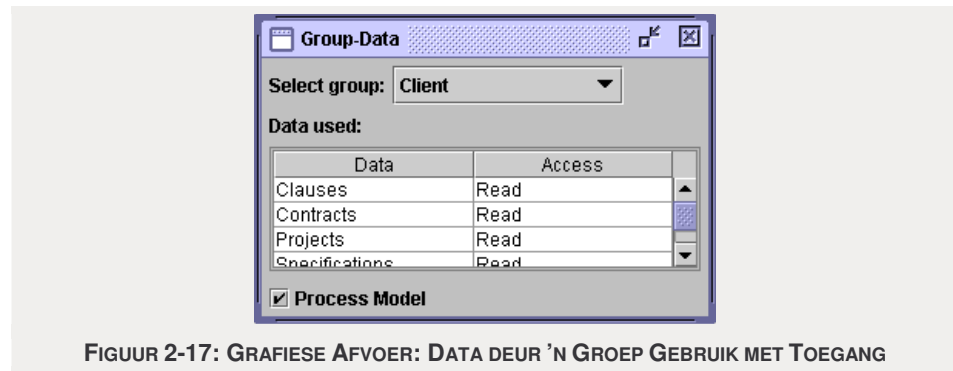 Group-Data
Select group: Client
Data used:
Data Access
Clauses Read
Contracts Read
Projects Read
Specifications Read
Process Model
FIGUUR 2-17: GRAFIESE AFVOER: DATA DEUR 'N GROEP GEBRUIK MET TOEGANG